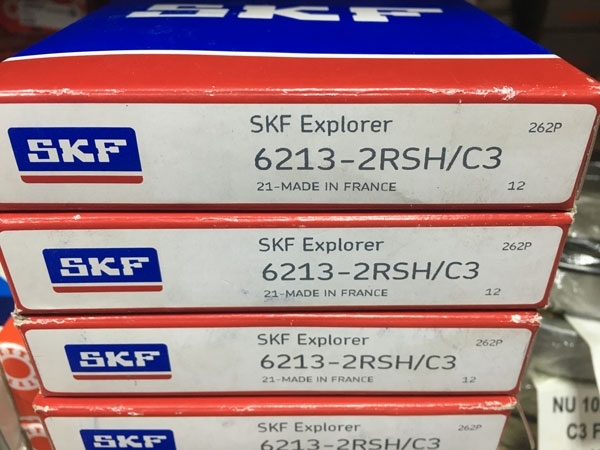 SKF
SKF
SKF Explorer
262P
6213-2RSH/C3
21-MADE IN FRANCE
12
SKF
SKF Explorer
262P
6213-2RSH/C3
21-MADE IN FRANCE
12
SKF
SKF Explorer
262P
6213-2RSH/C3
21-MADE IN FRANCE
12
SKF
SKF Explorer
262P
6213-2RSH/C3
NU 10
C3 F